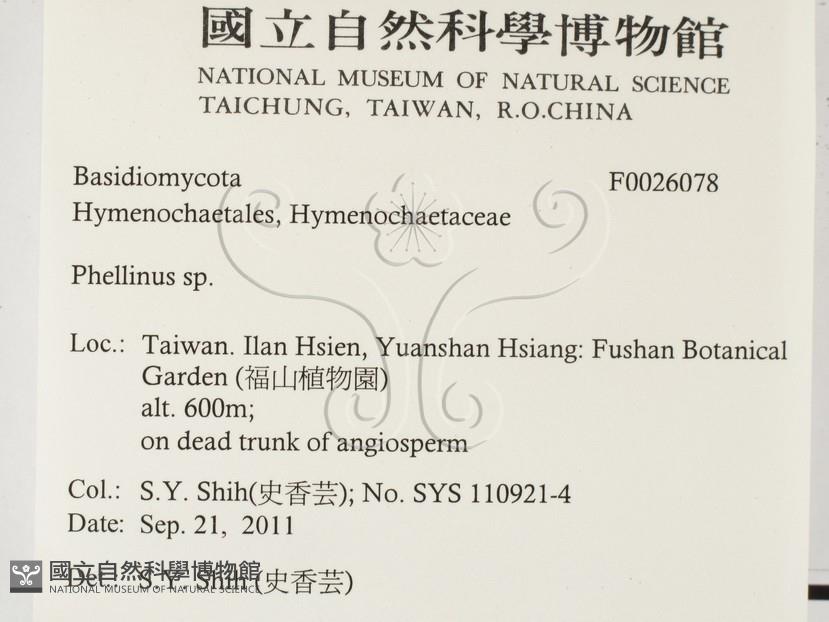 國立自然科學博物館
NATIONAL MUSEUM OF NATURAL SCIENCE
TAICHUNG, TAIWAN, R.O.CHINA
Basidiomycota F0026078
Hymenochaetales, Hymenochaetaceae
Phellinus sp.
Loc.: Taiwan. Ilan Hsien, Yuanshan Hsiang: Fushan Botanical
Garden (福山植物園)
alt. 600m;
on dead trunk of angiosperm
Col.: S.Y. Shih(史香芸); No. SYS 110921-4
Date: Sep. 21, 2011
Det.: S.Y. Shih (史香芸)
國立自然科學博物館
NATIONAL MUSEUM OF NATURAL SCIENCE